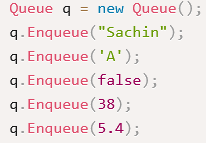 Queue q = new Queue();
q.Enqueue("Sachin");
q.Enqueue('A');
q.Enqueue(false);
q.Enqueue(38);
q.Enqueue(5.4);